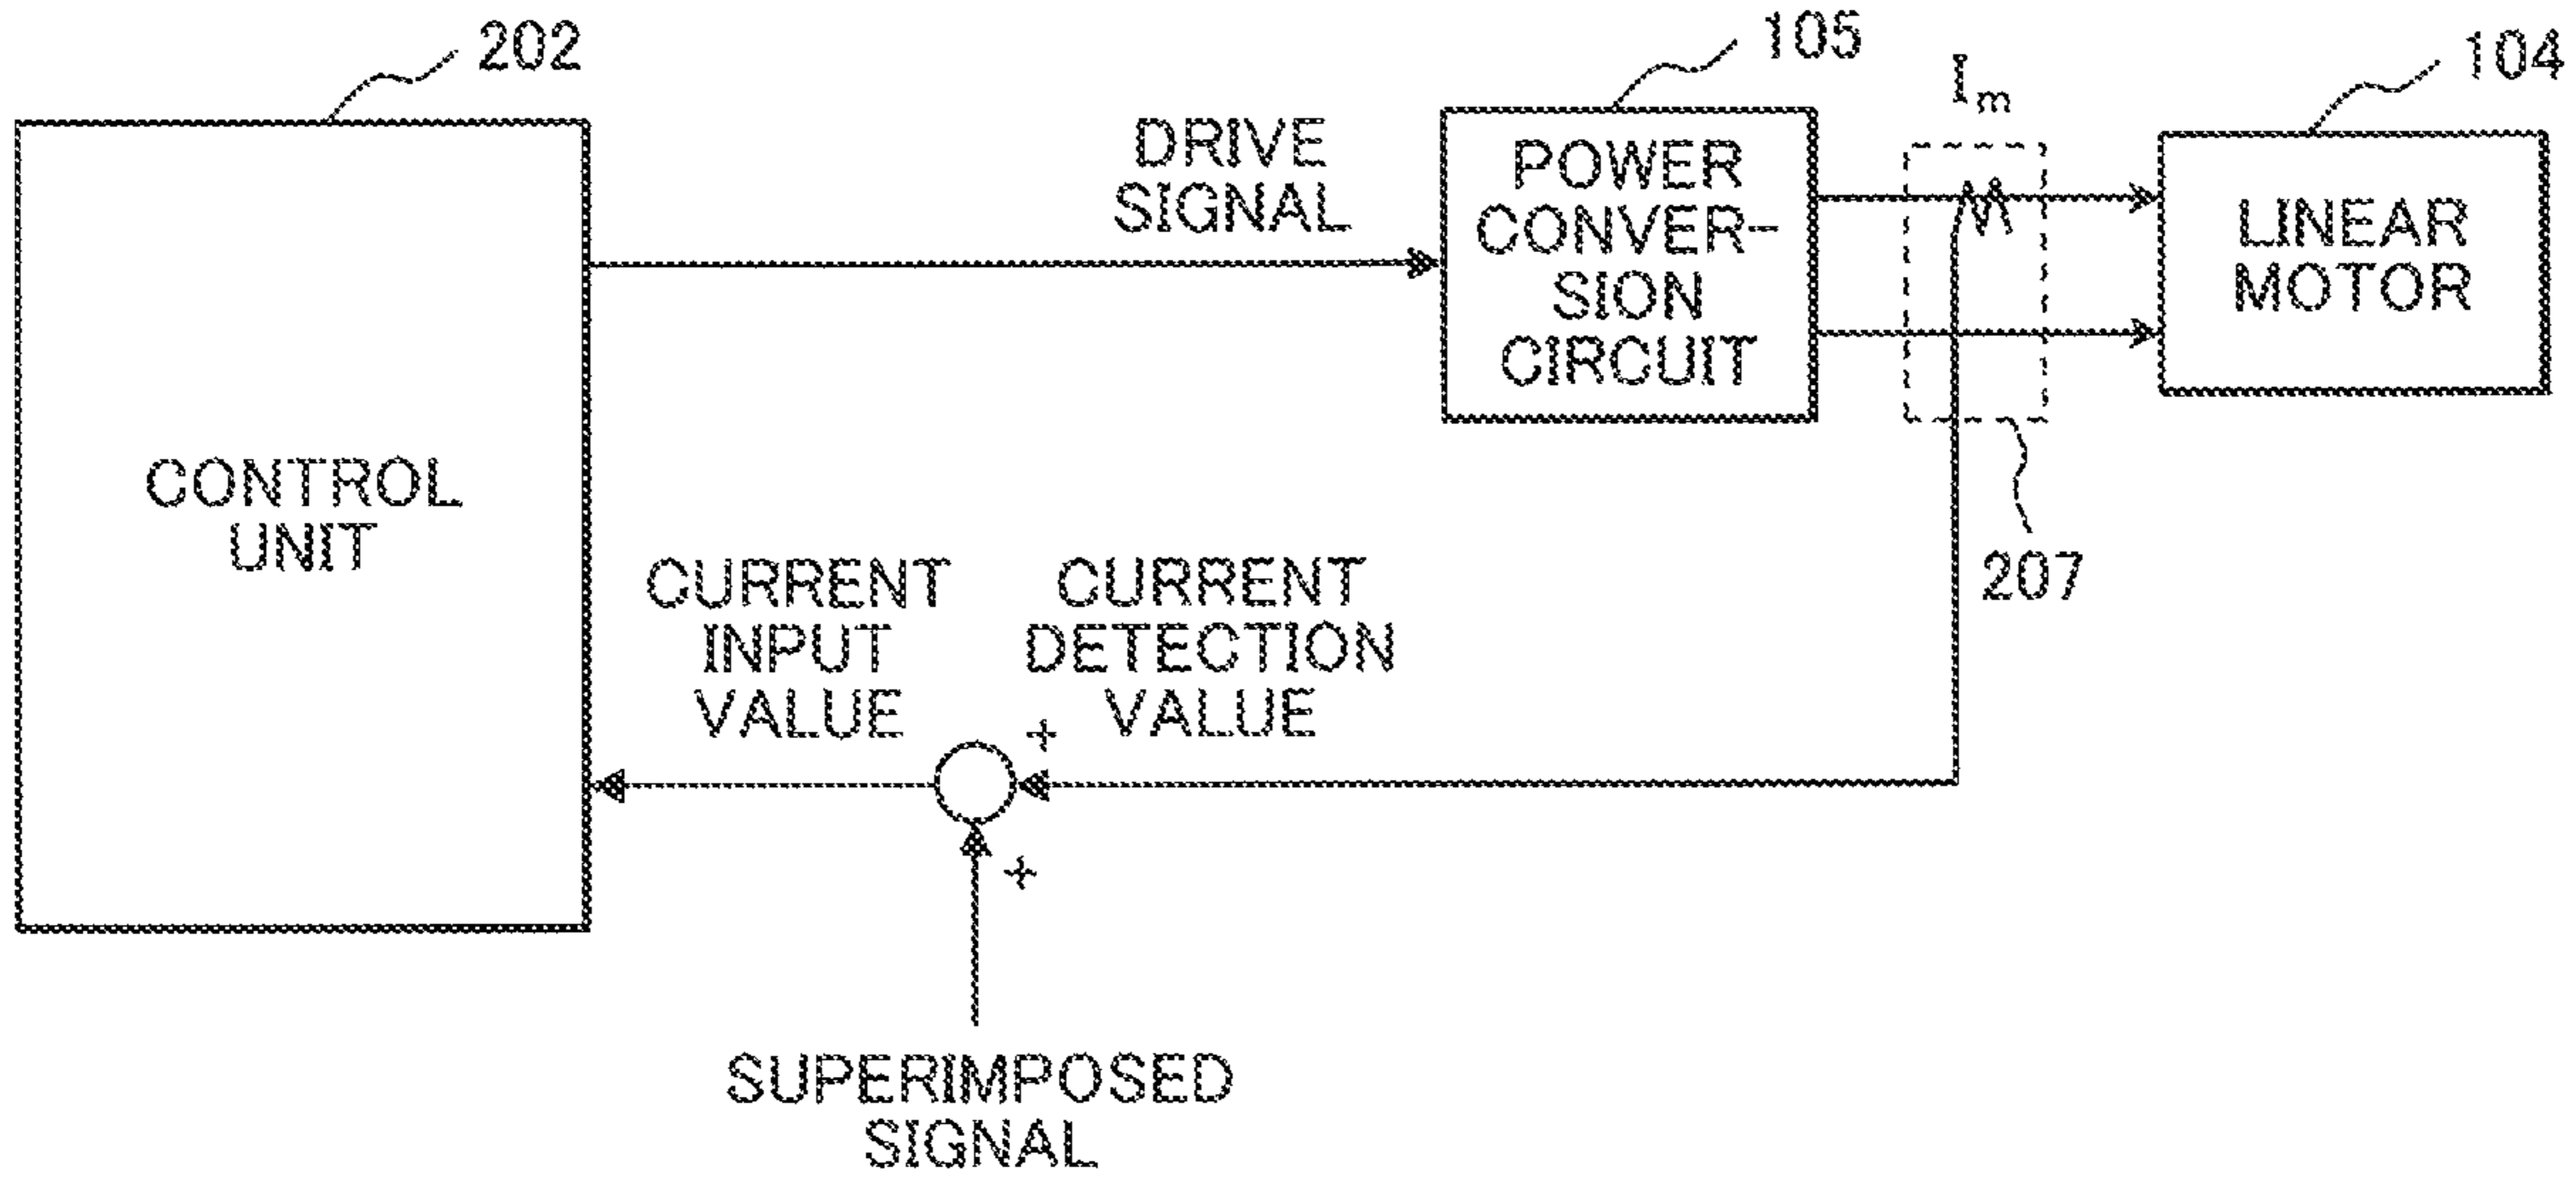 202
105
I_m
104
DRIVE
SIGNAL
POWER
CONVER-
SION
CIRCUIT
LINEAR
MOTOR
CONTROL
UNIT
207
CURRENT
INPUT
VALUE
CURRENT
DETECTION
VALUE
+
+
SUPERIMPOSED
SIGNAL